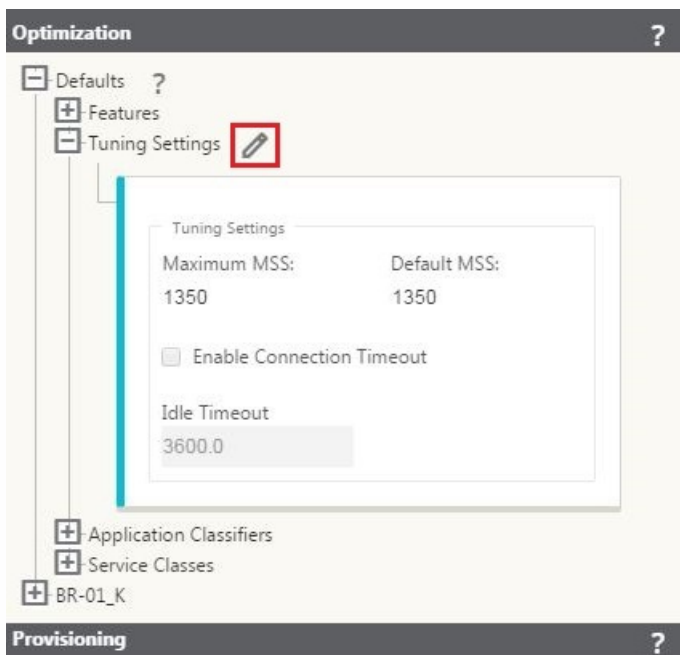 Optimization ?
Defaults ?
Features
Tuning Settings
Tuning Settings
Maximum MSS: Default MSS:
1350 1350
Enable Connection Timeout
Idle Timeout
3600.0
Application Classifiers
Service Classes
BR-01_K
Provisioning ?